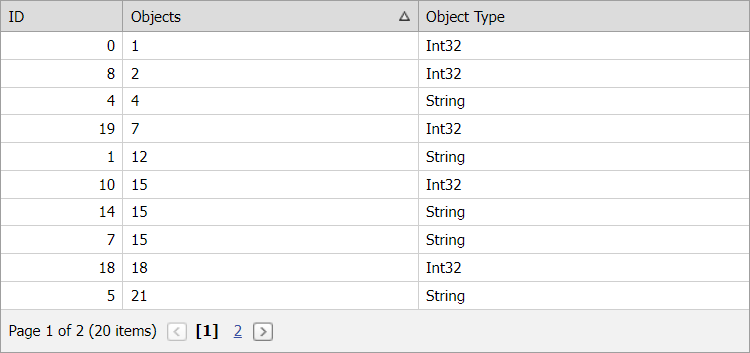 ID Objects Object Type
0 1 Int32
8 2 Int32
4 4 String
19 7 Int32
1 12 String
10 15 Int32
14 15 String
7 15 String
18 18 Int32
5 21 String
Page 1 of 2 (20 items) [1] 2